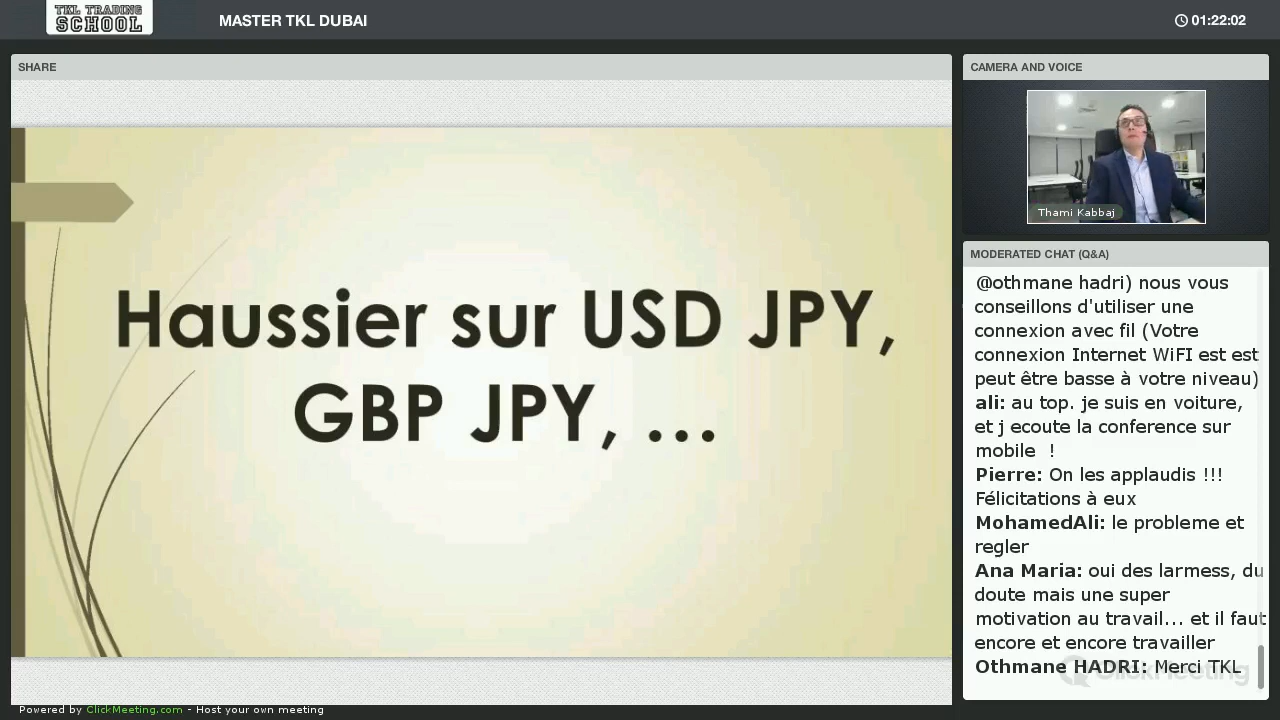 TKL TRADING
SCHOOL
MASTER TKL DUBAI
01:22:02
SHARE
Haussier sur USD JPY,
GBP JPY, ...
CAMERA AND VOICE
Thami Kabbaj
MODERATED CHAT (Q&A)
@othmane hadri) nous vous
conseillons d'utiliser une
connexion avec fil (Votre
connexion Internet WiFI est est
peut être basse à votre niveau)
ali: au top. je suis en voiture,
et j ecoute la conference sur
mobile !
Pierre: On les applaudis !!!
Félicitations à eux
MohamedAli: le probleme et
regler
Ana Maria: oui des larmess, du
doute mais une super
motivation au travail... et il faut
encore et encore travailler
Othmane HADRI: Merci TKL
ClickMeeting
Powered by ClickMeeting.com - Host your own meeting